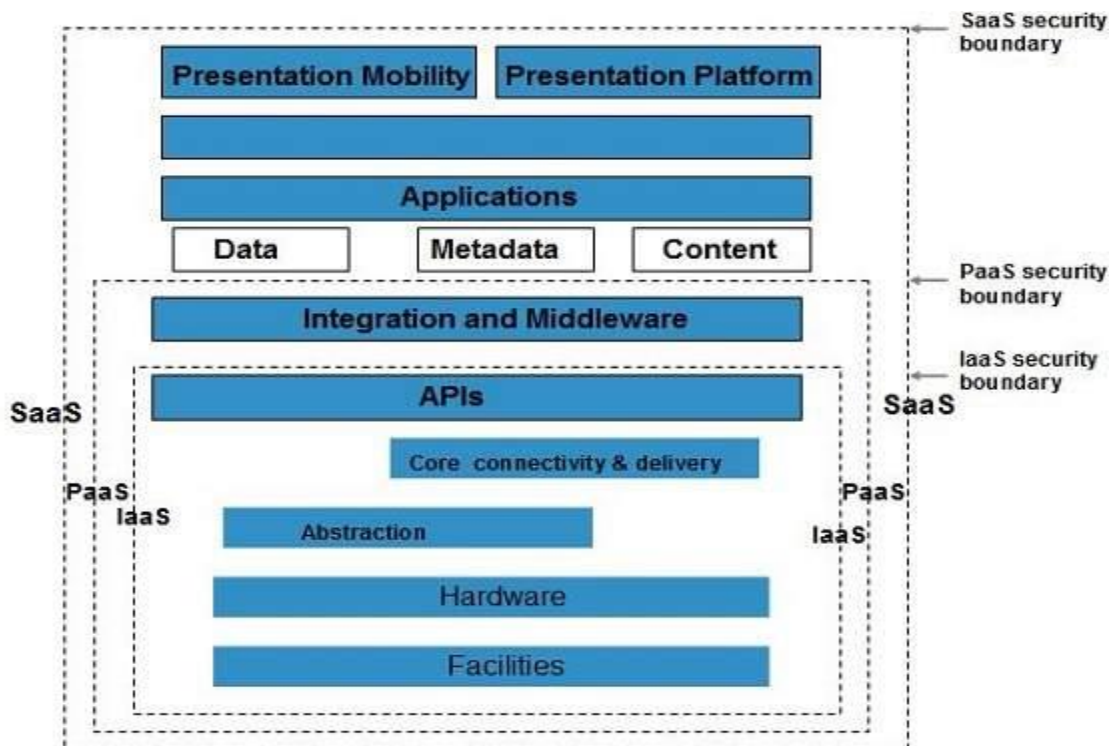 SaaS security
boundary
Presentation Mobility
Presentation Platform
Applications
Data
Metadata
Content
PaaS security
boundary
Integration and Middleware
IaaS security
boundary
APIs
SaaS
SaaS
Core connectivity & delivery
PaaS
PaaS
IaaS
IaaS
Abstraction
Hardware
Facilities